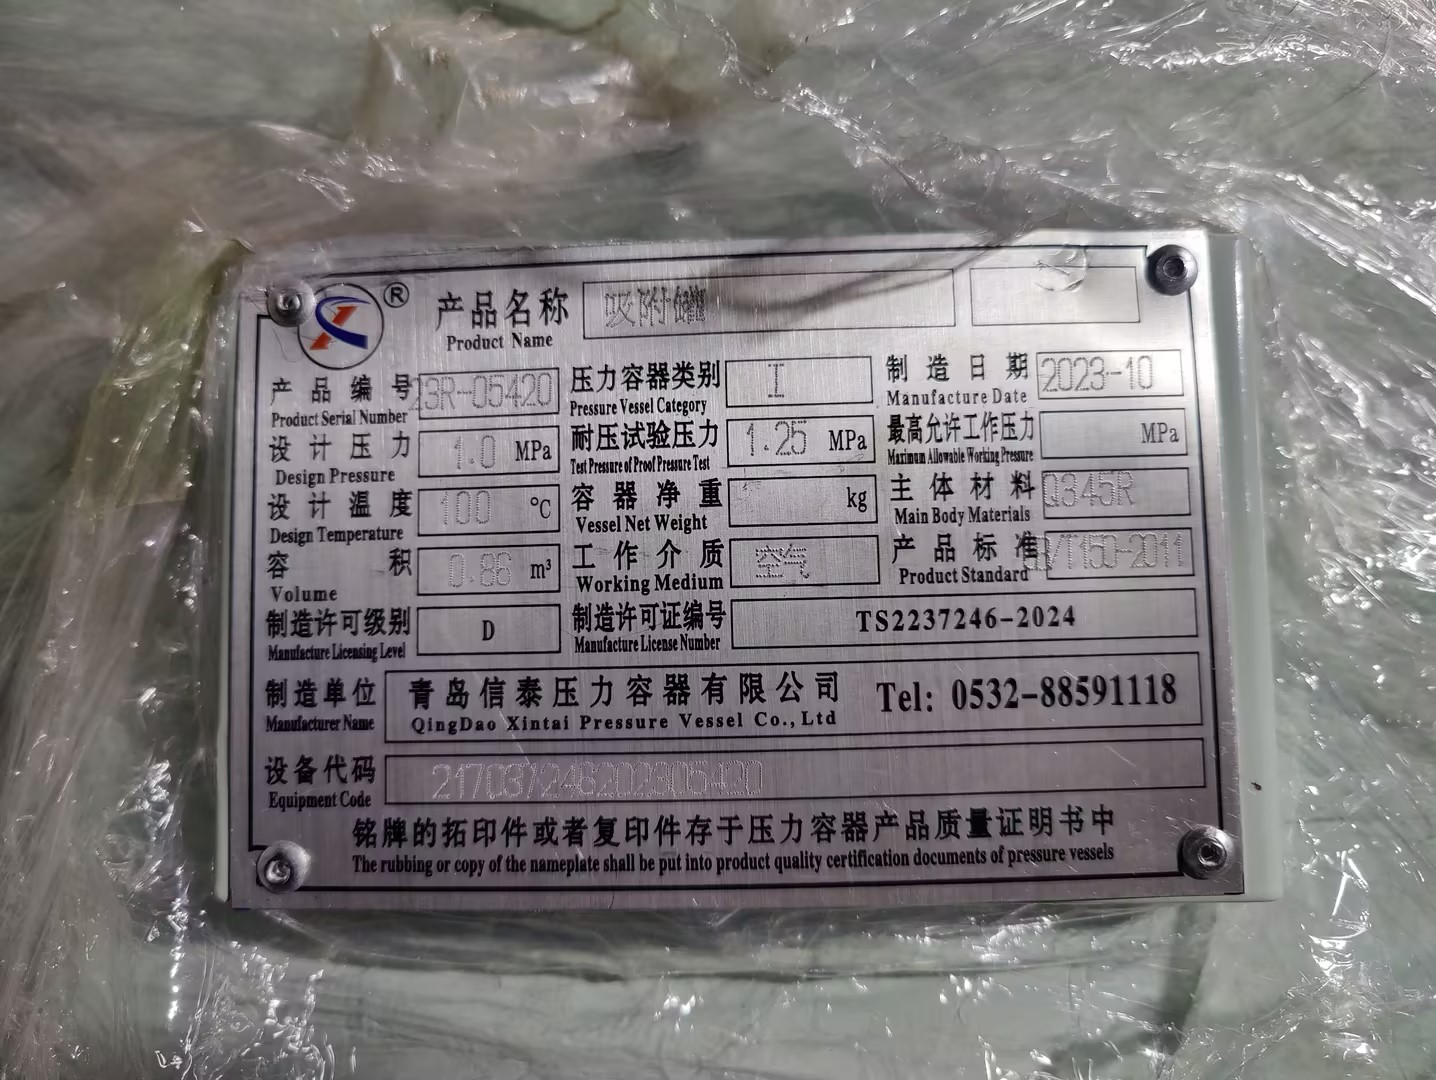 ® 产品名称 吸附罐
Product Name
产品编号 23R-05420 压力容器类别 I 制造日期 2023-10
Product Serial Number Pressure Vessel Category Manufacture Date
设计压力 1.0 MPa 耐压试验压力 1.25 MPa 最高允许工作压力 MPa
Design Pressure Test Pressure of Proof Pressure Test Maximum Allowable Working Pressure
设计温度 100 °C 容器净重 kg 主体材料 Q345R
Design Temperature Vessel Net Weight Main Body Materials
容积 0.86 m³ 工作介质 空气 产品标准 /T150-2011
Volume Working Medium Product Standard
制造许可级别 D 制造许可证编号 TS2237246-2024
Manufacture Licensing Level Manufacture License Number
制造单位 青岛信泰压力容器有限公司 Tel: 0532-88591118
Manufacturer Name QingDao Xintai Pressure Vessel Co.,Ltd
设备代码 217037246202305420
Equipment Code
铭牌的拓印件或者复印件存于压力容器产品质量证明书中
The rubbing or copy of the nameplate shall be put into product quality certification documents of pressure vessels